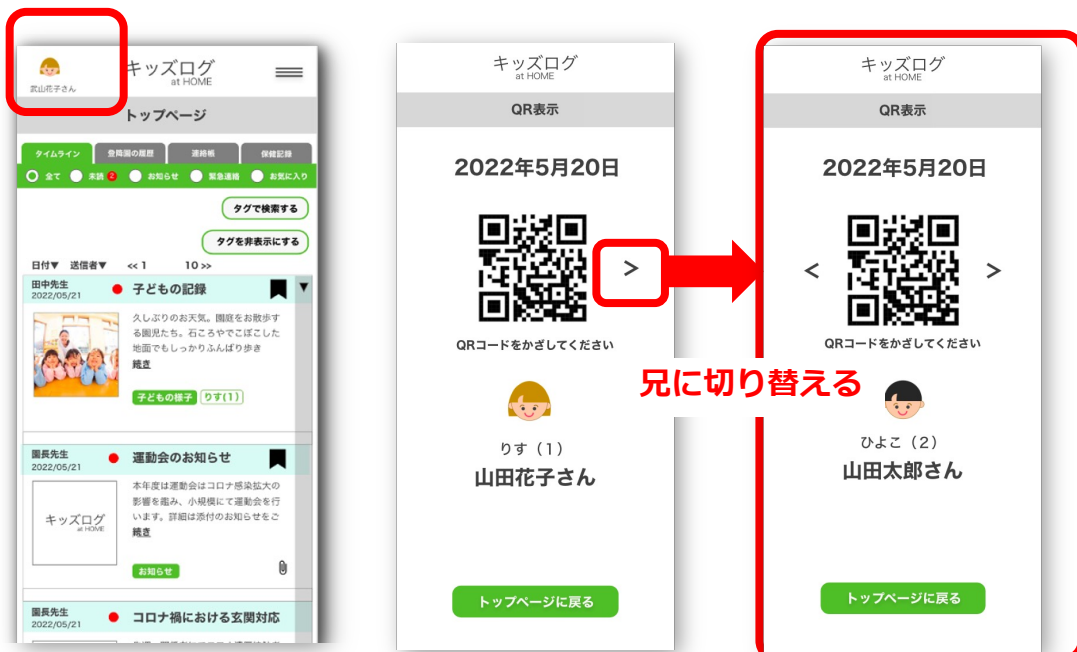 キッズログ
at HOME
武山花子さん
トップページ
タイムライン 登降園の履歴 連絡帳 保健記録
全て 未読 2 お知らせ 緊急連絡 お気に入り
タグで検索する
タグを非表示にする
日付▼ 送信者▼ << 1 10 >>
田中先生
2022/05/21
子どもの記録
▼
久しぶりのお天気。園庭をお散歩す
る園児たち。石ころやでこぼこした
地面でもしっかりふんばり歩き
続き
子どもの様子 りす(1)
園長先生
2022/05/21
運動会のお知らせ
キッズログ
at HOME
本年度は運動会はコロナ感染拡大の
影響を鑑み、小規模にて運動会を行
います。詳細は添付のお知らせをご
続き
お知らせ
園長先生
2022/05/21
コロナ禍における玄関対応
キッズログ
at HOME
QR表示
2022年5月20日
>
QRコードをかざしてください
りす（1）
山田花子さん
トップページに戻る
兄に切り替える
キッズログ
at HOME
QR表示
2022年5月20日
< >
QRコードをかざしてください
ひよこ（2）
山田太郎さん
トップページに戻る